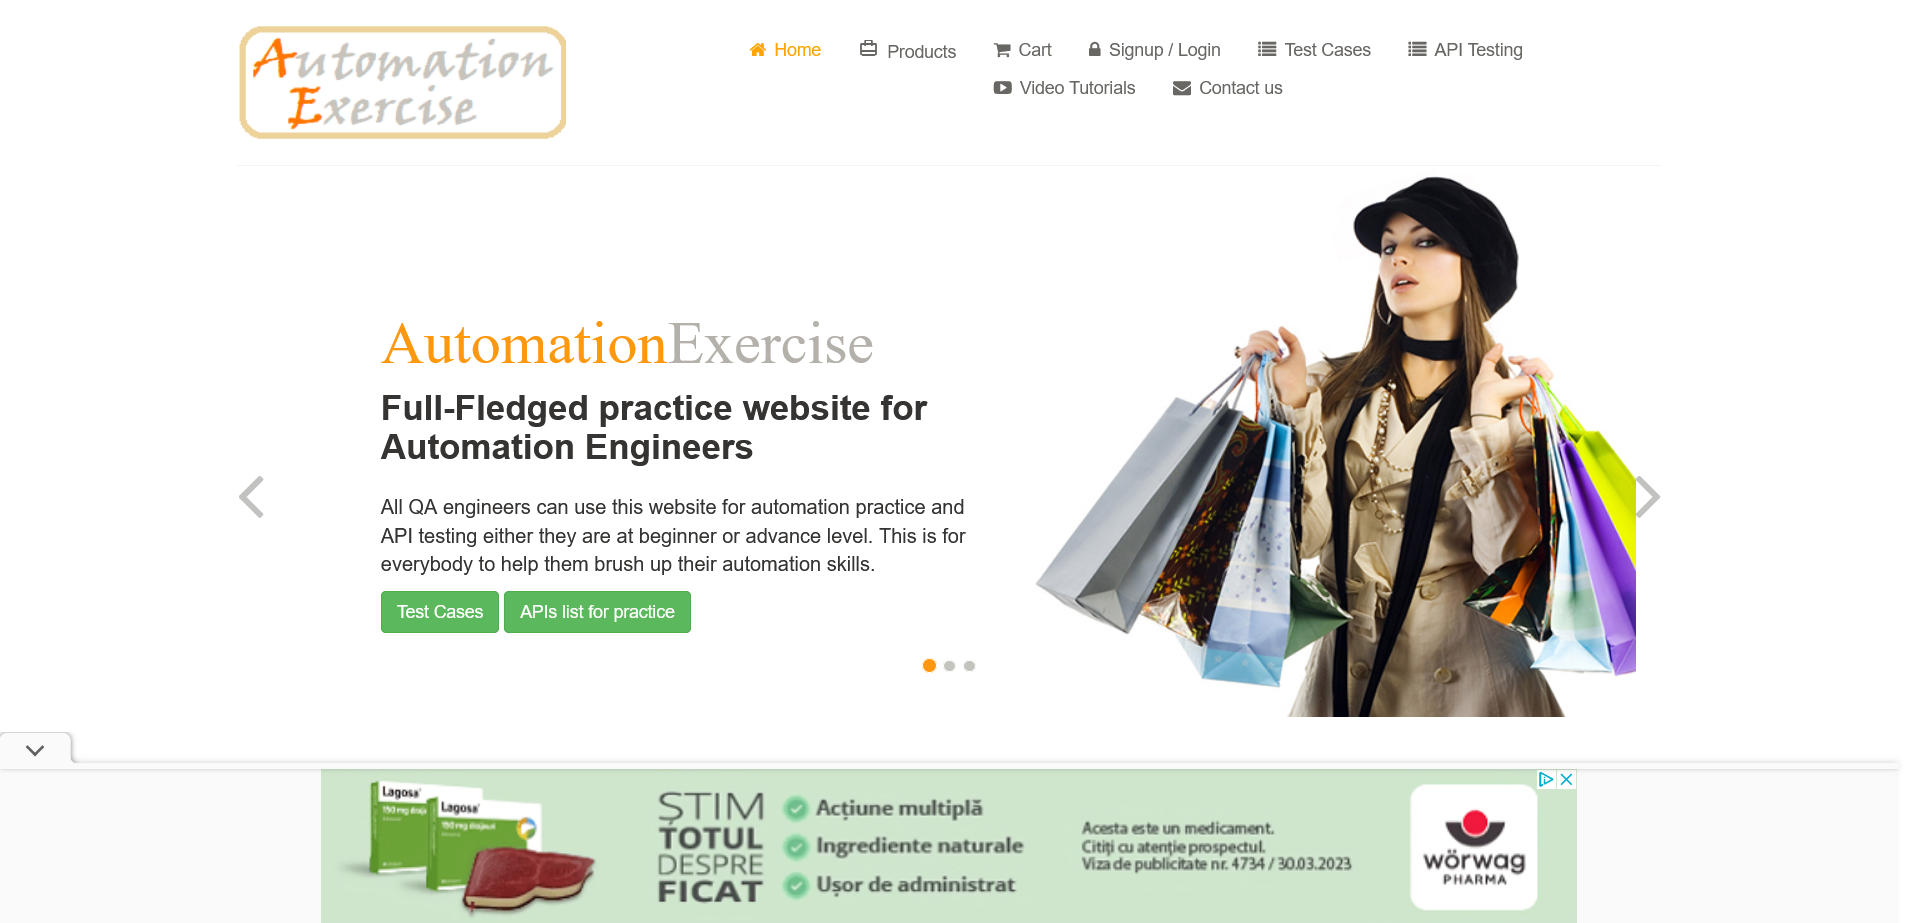 Automation
Exercise
Home
Products
Cart
Signup / Login
Test Cases
API Testing
Video Tutorials
Contact us
AutomationExercise
Full-Fledged practice website for
Automation Engineers
All QA engineers can use this website for automation practice and
API testing either they are at beginner or advance level. This is for
everybody to help them brush up their automation skills.
Test Cases
APIs list for practice
Lagosa
150 mg drajeuri
Lagosa
150 mg drajeuri
ȘTIM
TOTUL
DESPRE
FICAT
Acțiune multiplă
Ingrediente naturale
Ușor de administrat
Acesta este un medicament.
Citiți cu atenție prospectul.
Viza de publicitate nr. 4734 / 30.03.2023
wörwag
PHARMA